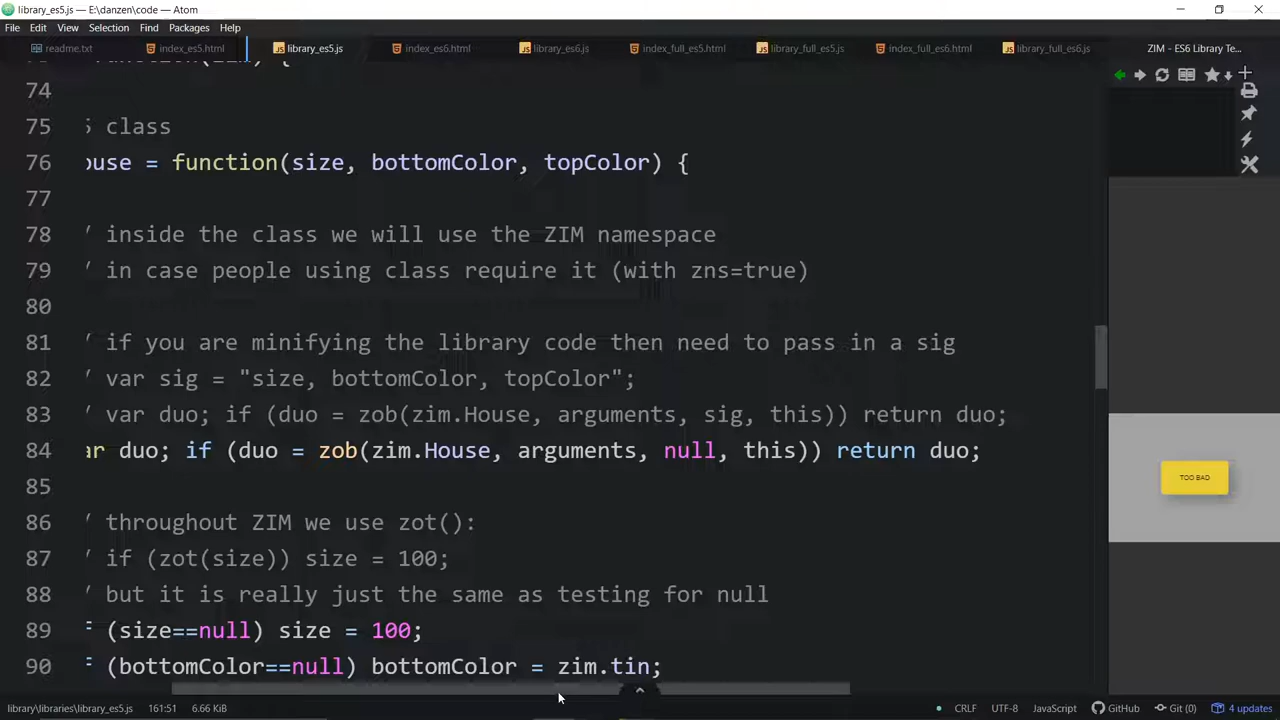 library_es5.js — E:\danzen\code — Atom
File Edit View Selection Find Packages Help
readme.txt index_es5.html library_es5.js index_es6.html library_es6.js index_full_es5.html library_full_es5.js index_full_es6.html library_full_es6.js ZIM - ES6 Library Te...
74
75 5 class
76 ouse = function(size, bottomColor, topColor) {
77
78 / inside the class we will use the ZIM namespace
79 / in case people using class require it (with zns=true)
80
81 / if you are minifying the library code then need to pass in a sig
82 / var sig = "size, bottomColor, topColor";
83 / var duo; if (duo = zob(zim.House, arguments, sig, this)) return duo;
84 ar duo; if (duo = zob(zim.House, arguments, null, this)) return duo;
85
86 / throughout ZIM we use zot():
87 / if (zot(size)) size = 100;
88 / but it is really just the same as testing for null
89 f (size==null) size = 100;
90 f (bottomColor==null) bottomColor = zim.tin;
TOO BAD
library\libraries\library_es5.js 161:51 6.66 KiB CRLF UTF-8 JavaScript GitHub Git (0) 4 updates